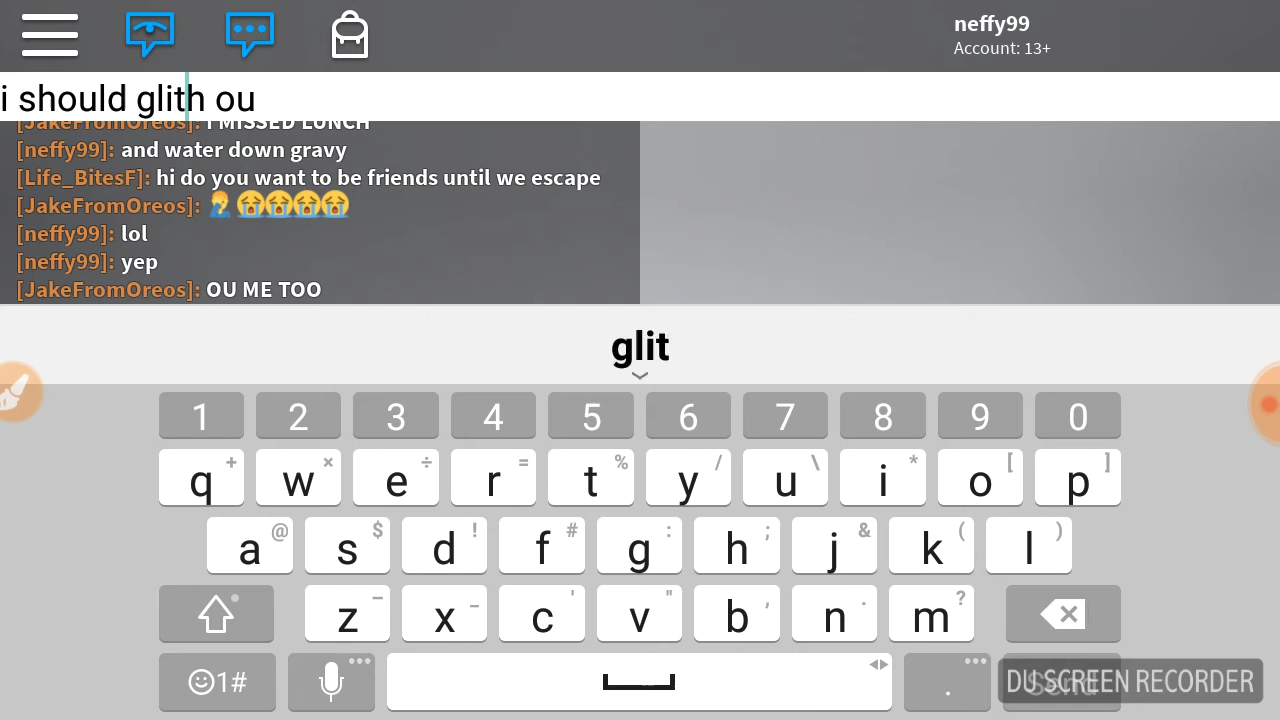 neffy99
Account: 13+
i should glith ou
[JakeFromOreos]: I MISSED LUNCH
[neffy99]: and water down gravy
[Life_BitesF]: hi do you want to be friends until we escape
[JakeFromOreos]: 🤦‍♂️😭😭😭😭
[neffy99]: lol
[neffy99]: yep
[JakeFromOreos]: OU ME TOO
glit
1 2 3 4 5 6 7 8 9 0
q + w × e ÷ r = t % y / u \ i * o [ p ]
a @ s $ d ! f # g : h ; j & k ( l )
z − x _ c ' v " b , n . m ?
☺1# . Send
DU SCREEN RECORDER